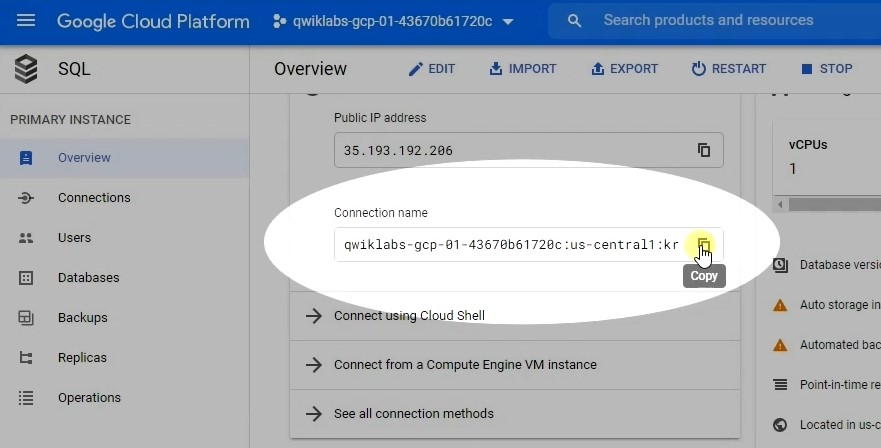 Google Cloud Platform
qwiklabs-gcp-01-43670b61720c
Search products and resources
SQL
Overview
EDIT
IMPORT
EXPORT
RESTART
STOP
PRIMARY INSTANCE
Overview
Connections
Users
Databases
Backups
Replicas
Operations
Public IP address
35.193.192.206
Connection name
qwiklabs-gcp-01-43670b61720c:us-central1:kr
Copy
Connect using Cloud Shell
Connect from a Compute Engine VM instance
See all connection methods
vCPUs
1
Database versi
Auto storage in
Automated bac
Point-in-time re
Located in us-c